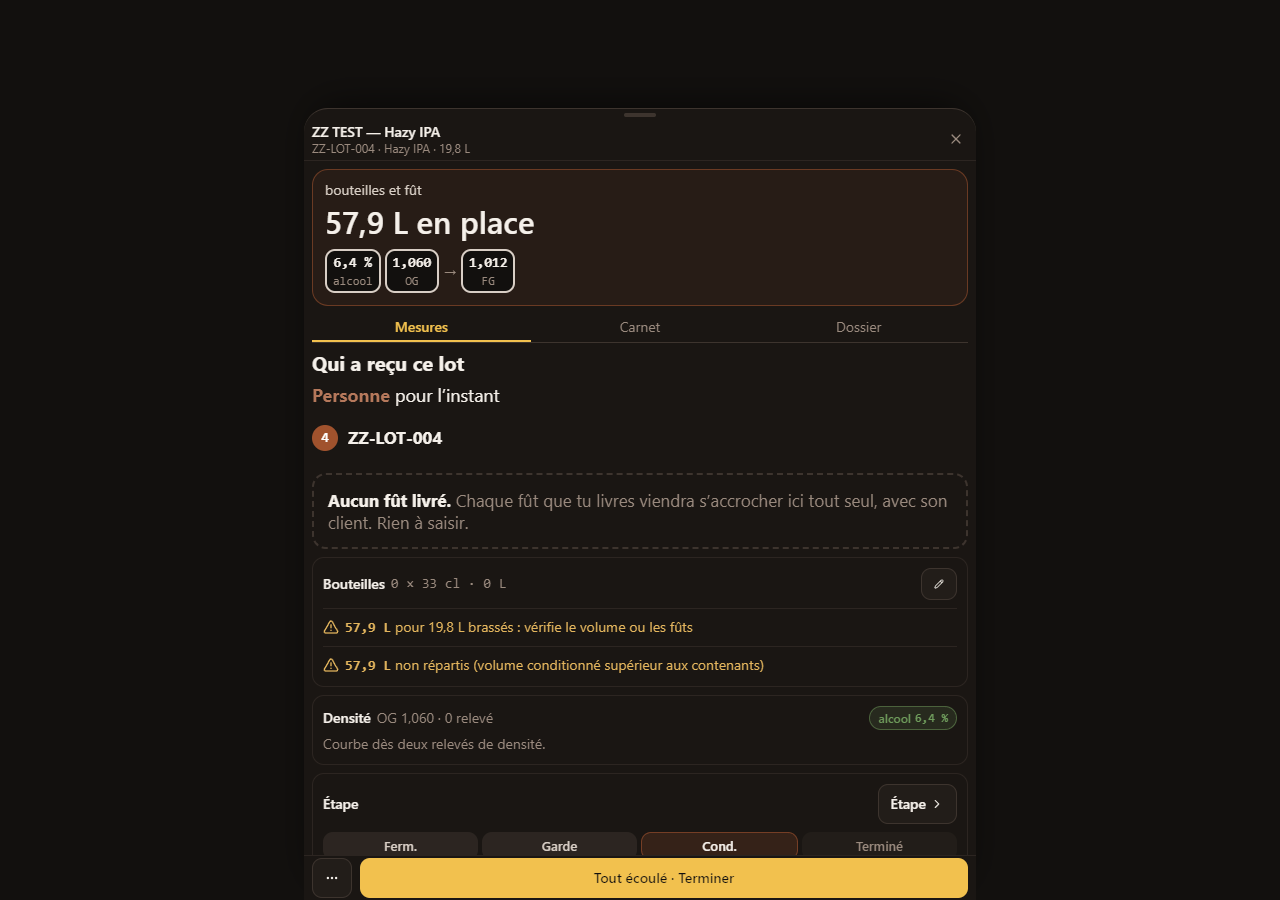 ZZ TEST — Hazy IPA
ZZ-LOT-004 · Hazy IPA · 19,8 L
×
bouteilles et fût
57,9 L en place
6,4 % 1,060 → 1,012
alcool OG FG
Mesures Carnet Dossier
Qui a reçu ce lot
Personne pour l’instant
4 ZZ-LOT-004
Aucun fût livré. Chaque fût que tu livres viendra s’accrocher ici tout seul, avec son
client. Rien à saisir.
Bouteilles 0 × 33 cl · 0 L
57,9 L pour 19,8 L brassés : vérifie le volume ou les fûts
57,9 L non répartis (volume conditionné supérieur aux contenants)
Densité OG 1,060 · 0 relevé alcool 6,4 %
Courbe dès deux relevés de densité.
Étape Étape >
Ferm. Garde Cond. Terminé
··· Tout écoulé · Terminer